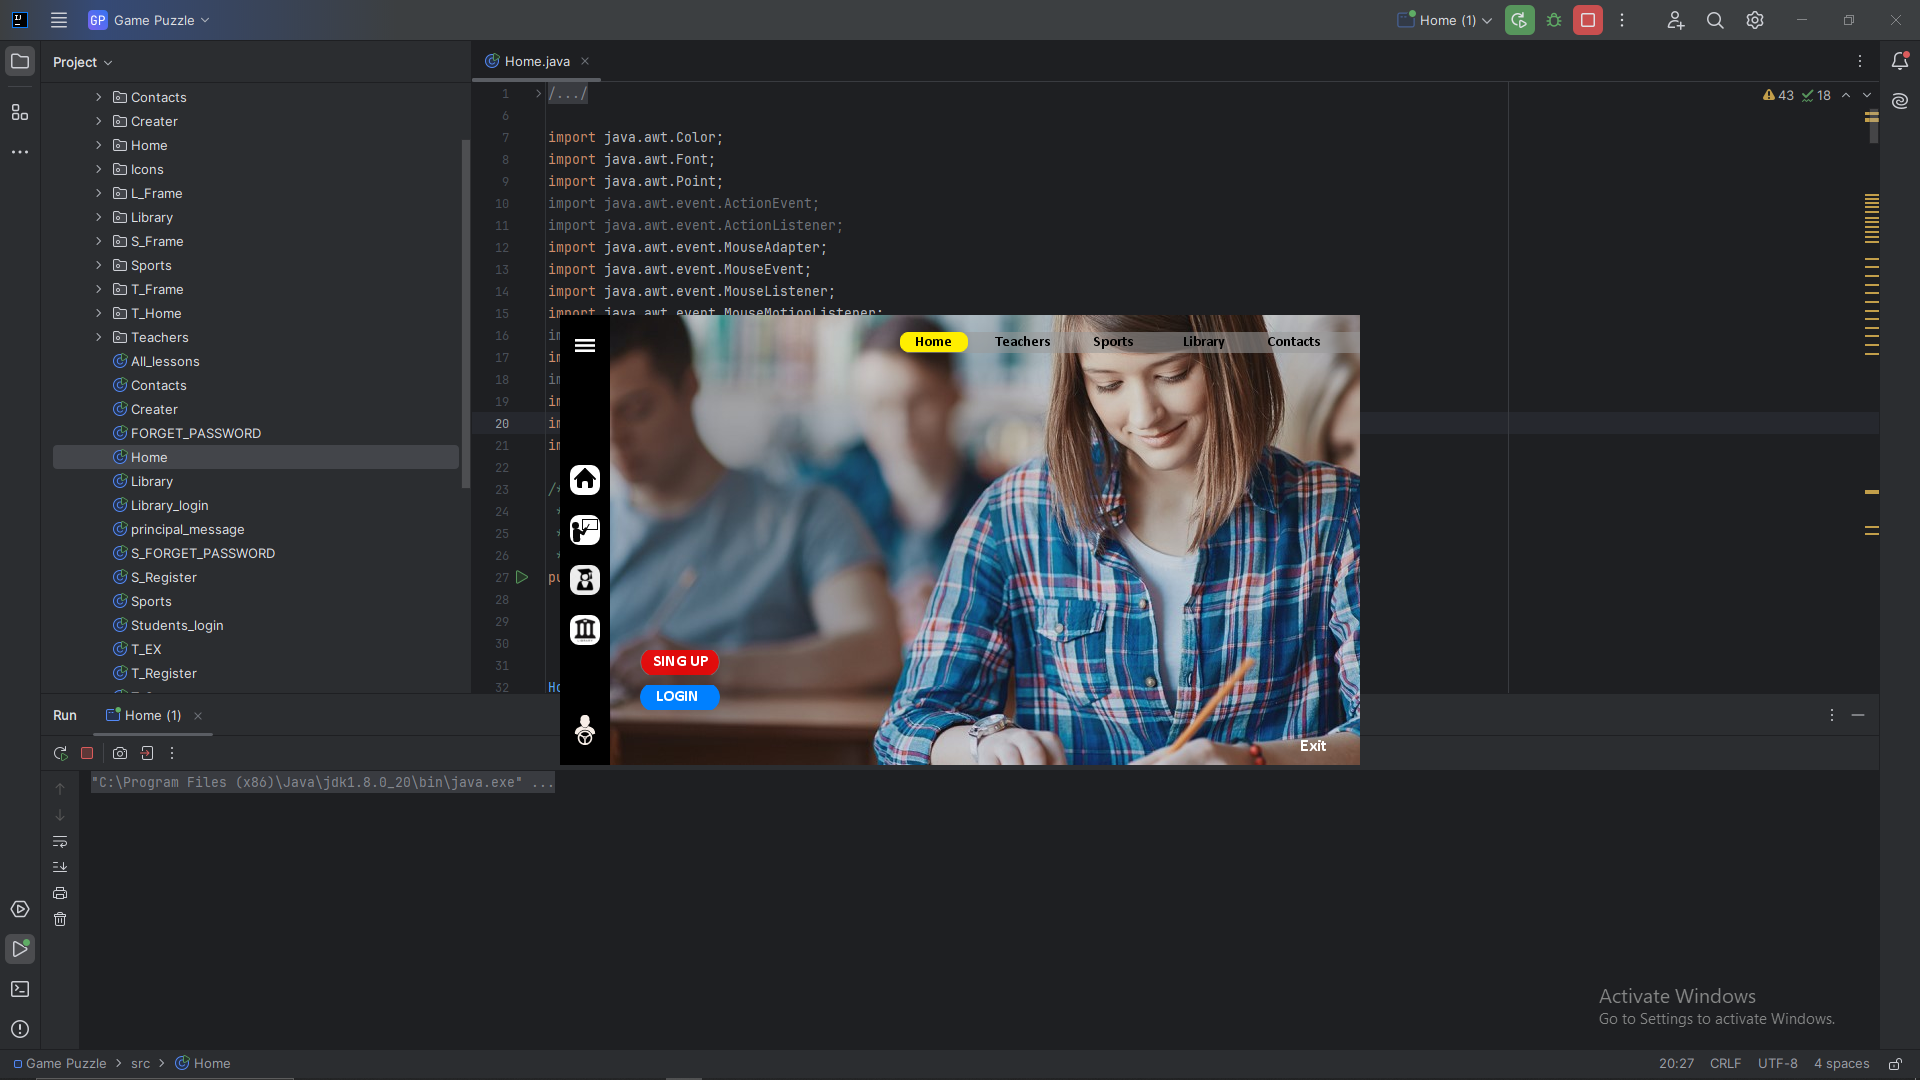 GP Game Puzzle
Home (1)
Project
Home.java
Contacts
Creater
Home
Icons
L_Frame
Library
S_Frame
Sports
T_Frame
T_Home
Teachers
All_lessons
Contacts
Creater
FORGET_PASSWORD
Home
Library
Library_login
principal_message
S_FORGET_PASSWORD
S_Register
Sports
Students_login
T_EX
T_Register
43 18
1 /.../
6
7 import java.awt.Color;
8 import java.awt.Font;
9 import java.awt.Point;
10 import java.awt.event.ActionEvent;
11 import java.awt.event.ActionListener;
12 import java.awt.event.MouseAdapter;
13 import java.awt.event.MouseEvent;
14 import java.awt.event.MouseListener;
15 import java.awt.event.MouseMotionListener;
16 im
17 im
18 im
19 im
20 im
21 im
22
23 /*
24 *
25 *
26 *
27 pu
28
29
30
31
32 Ho
Home Teachers Sports Library Contacts
SING UP
LOGIN
Exit
Run Home (1)
"C:\Program Files (x86)\Java\jdk1.8.0_20\bin\java.exe" ...
Activate Windows
Go to Settings to activate Windows.
Game Puzzle > src > Home
20:27 CRLF UTF-8 4 spaces